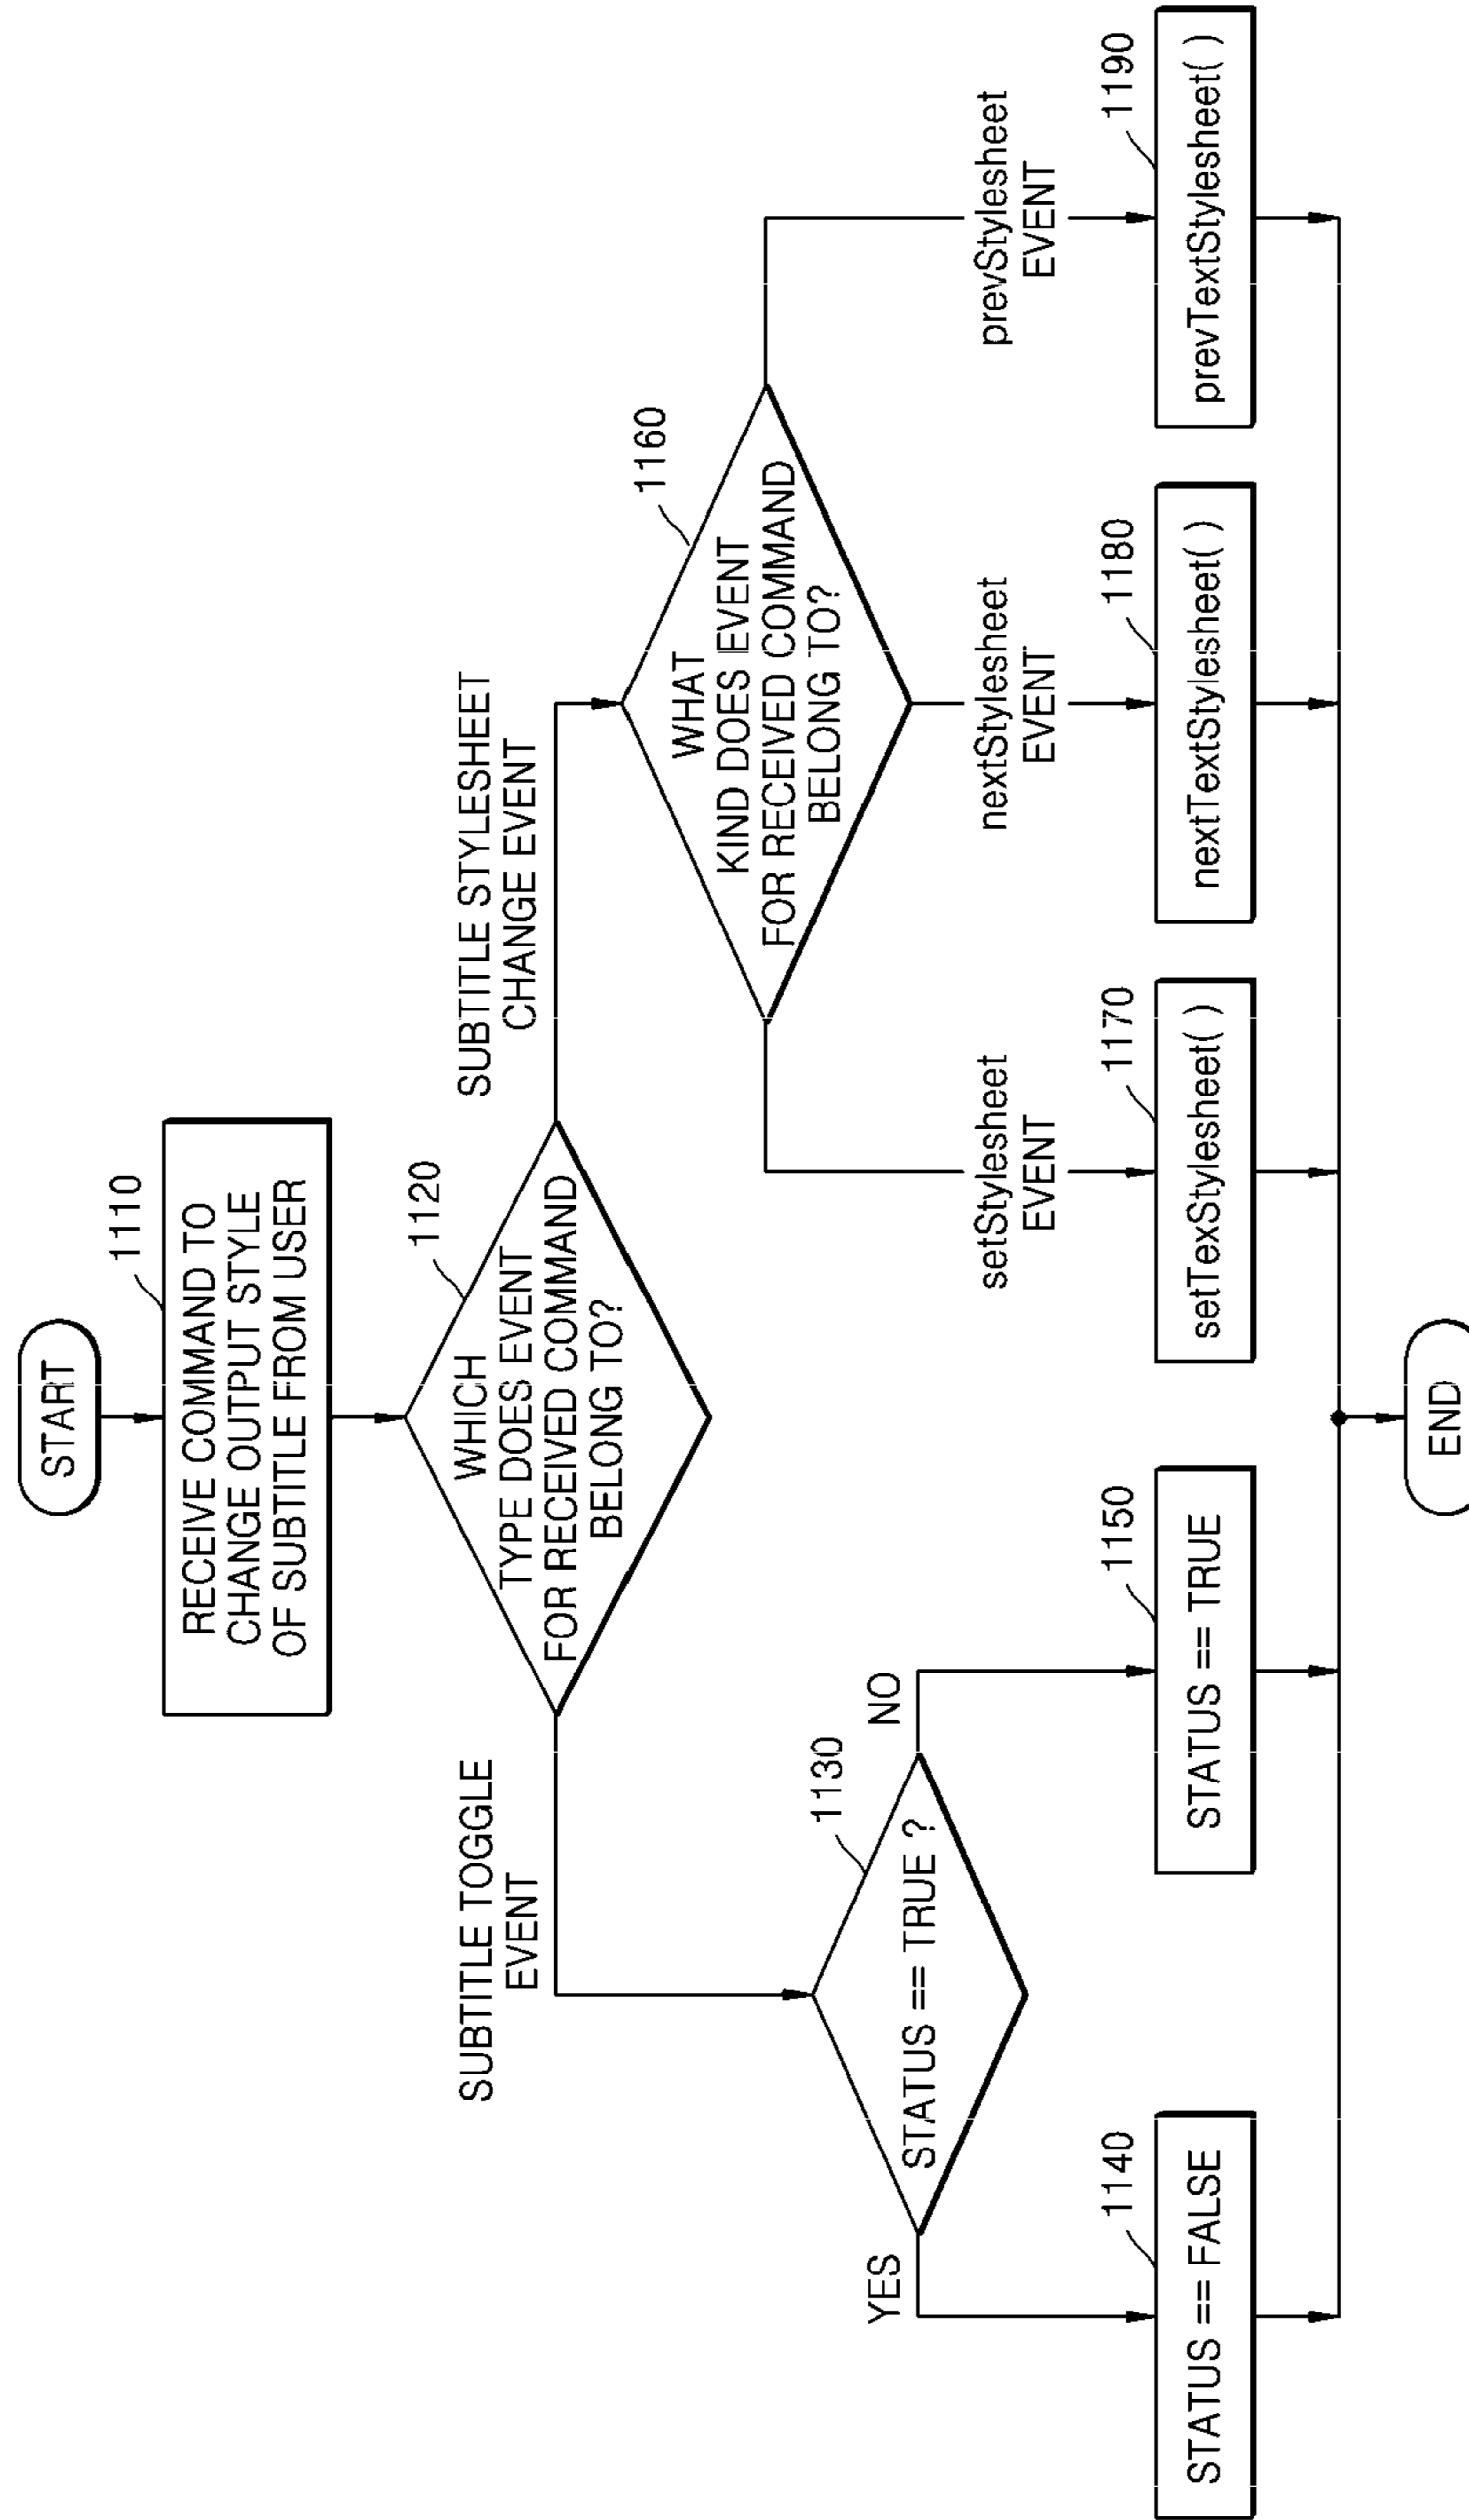 START
1110
RECEIVE COMMAND TO
CHANGE OUTPUT STYLE
OF SUBTITLE FROM USER
1120
WHICH
TYPE DOES EVENT
FOR RECEIVED COMMAND
BELONG TO?
SUBTITLE TOGGLE
EVENT
SUBTITLE STYLESHEET
CHANGE EVENT
1130
STATUS == TRUE ?
YES
NO
1160
WHAT
KIND DOES EVENT
FOR RECEIVED COMMAND
BELONG TO?
setStylesheet
EVENT
nextStylesheet
EVENT
prevStylesheet
EVENT
1140
STATUS == FALSE
1150
STATUS == TRUE
1170
setTexStylesheet( )
1180
nextTextStylesheet( )
1190
prevTextStylesheet( )
END